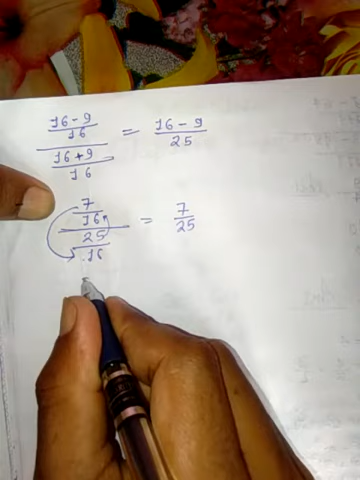 16-9/16 / 16+9/16 = 16-9/25
7/16 / 25/16 = 7/25